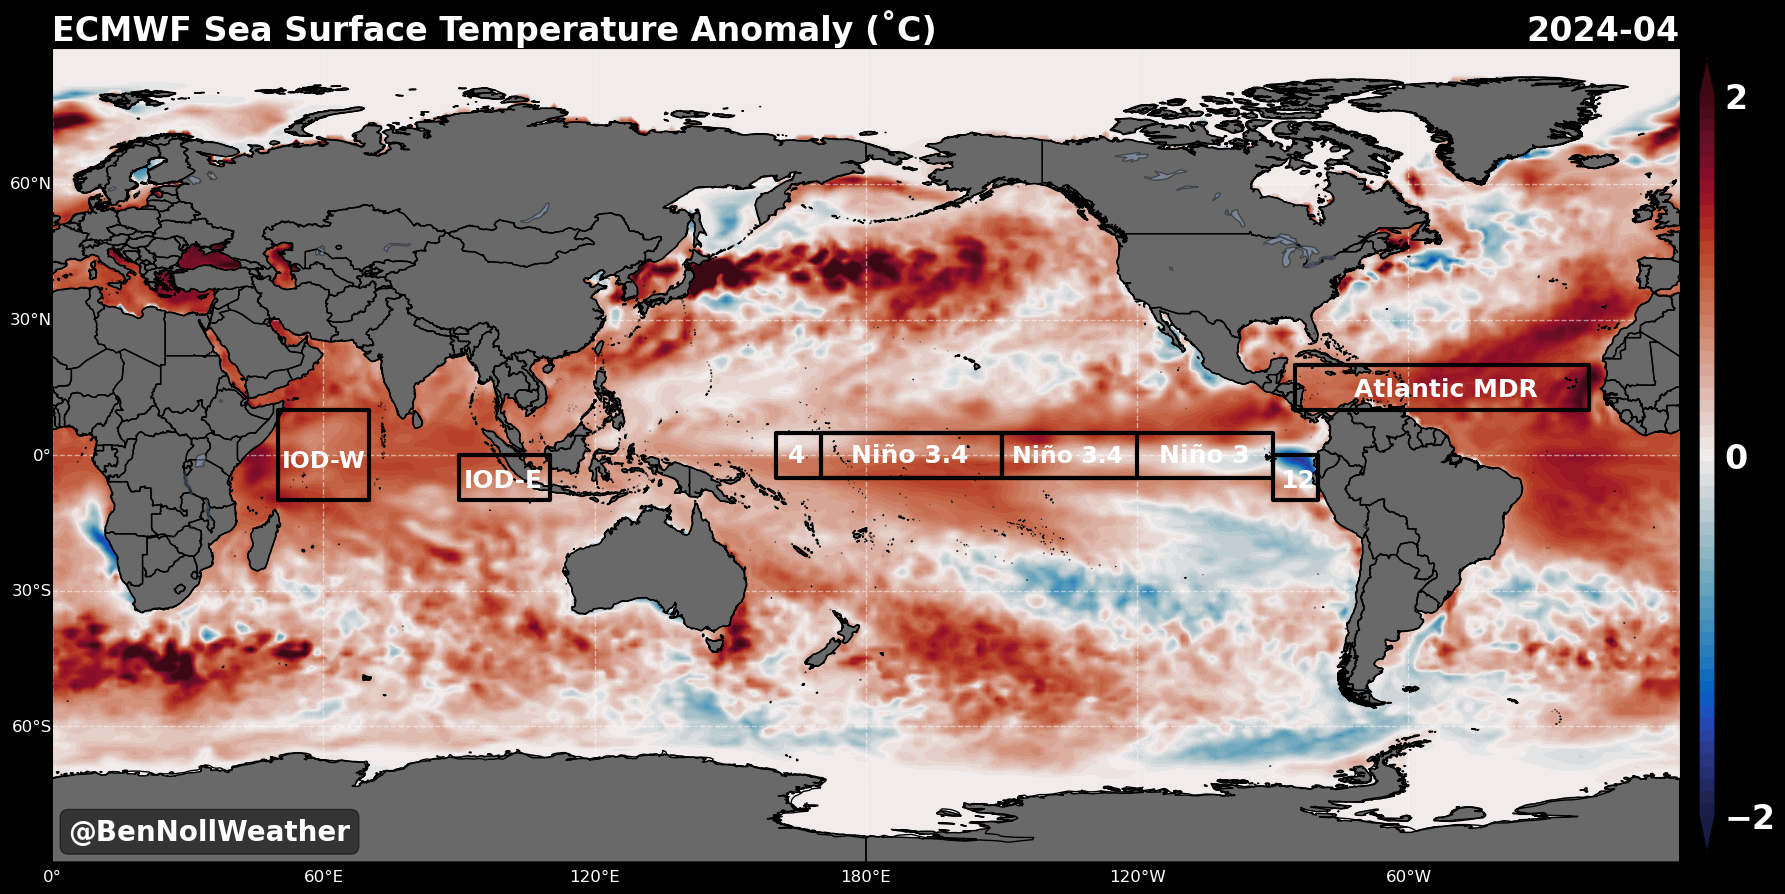 ECMWF Sea Surface Temperature Anomaly (˚C)
2024-04
2
0
−2
60°N
30°N
0°
30°S
60°S
IOD-W
IOD-E
4
Niño 3.4
Niño 3.4
Niño 3
12
Atlantic MDR
@BenNollWeather
0°
60°E
120°E
180°E
120°W
60°W